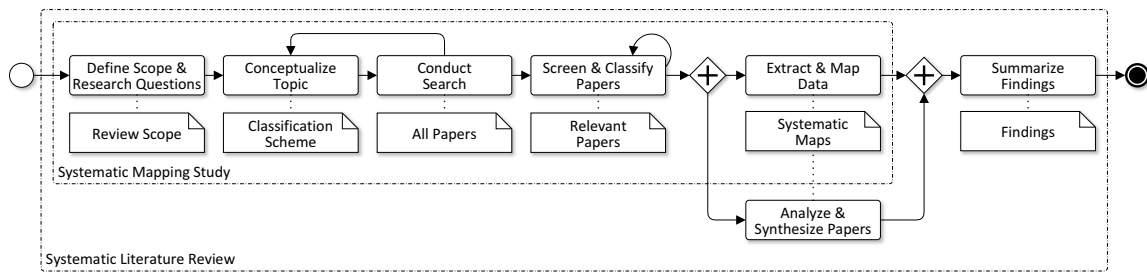 Define Scope &
Research Questions
Conceptualize
Topic
Conduct
Search
Screen & Classify
Papers
Extract & Map
Data
Summarize
Findings
Review Scope
Classification
Scheme
All Papers
Relevant
Papers
Systematic
Maps
Findings
Systematic Mapping Study
Analyze &
Synthesize Papers
Systematic Literature Review